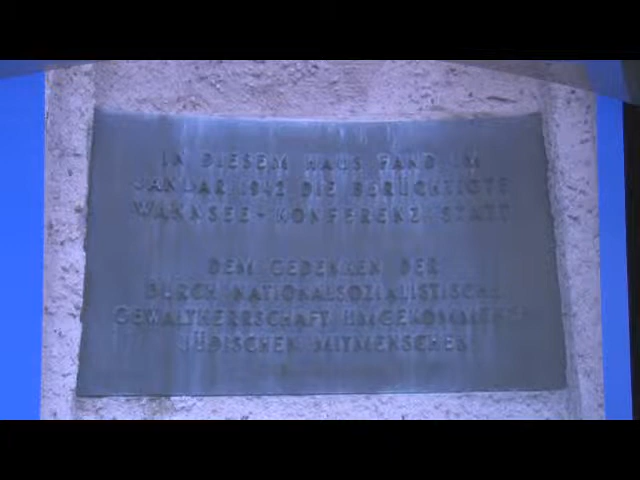 IN DIESEM HAUS FAND IM
JANUAR 1942 DIE BERÜCHTIGTE
WANNSEE-KONFERENZ STATT
DEM GEDENKEN DER
DURCH NATIONALSOZIALISTISCHE
GEWALTHERRSCHAFT UMGEKOMMENEN
JÜDISCHEN MITMENSCHEN